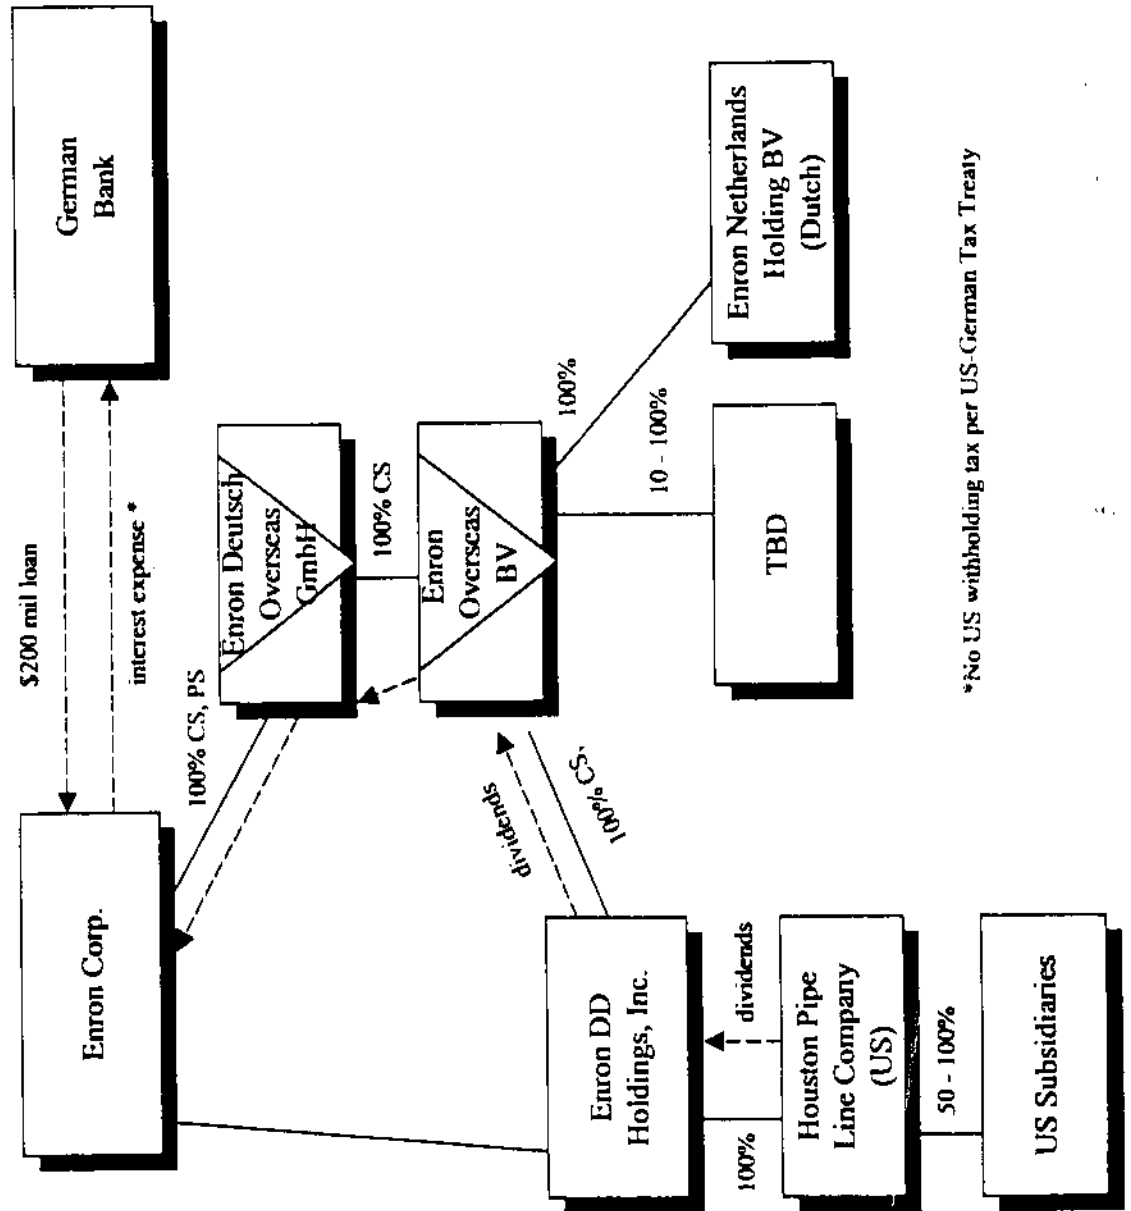 German
Bank
$200 mil loan
interest expense *
Enron Corp.
100% CS, PS
Enron Deutsch
Overseas
GmbH
100% CS
Enron
Overseas
BV
dividends
100% CS,
100%
10 - 100%
Enron Netherlands
Holding BV
(Dutch)
TBD
Enron DD
Holdings, Inc.
dividends
100%
Houston Pipe
Line Company
(US)
50 - 100%
US Subsidiaries
*No US withholding tax per US-German Tax Treaty